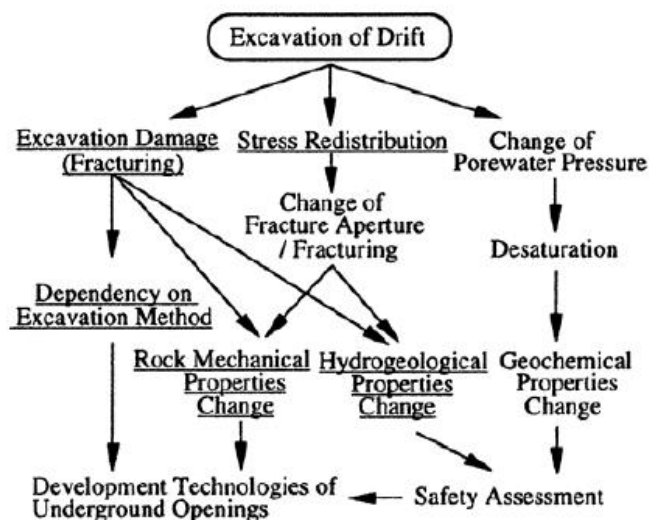 Excavation of Drift
Excavation Damage
(Fracturing)
Stress Redistribution
Change of
Porewater Pressure
Change of
Fracture Aperture
/ Fracturing
Desaturation
Dependency on
Excavation Method
Rock Mechanical
Properties
Change
Hydrogeological
Properties
Change
Geochemical
Properties
Change
Development Technologies of
Underground Openings
Safety Assessment